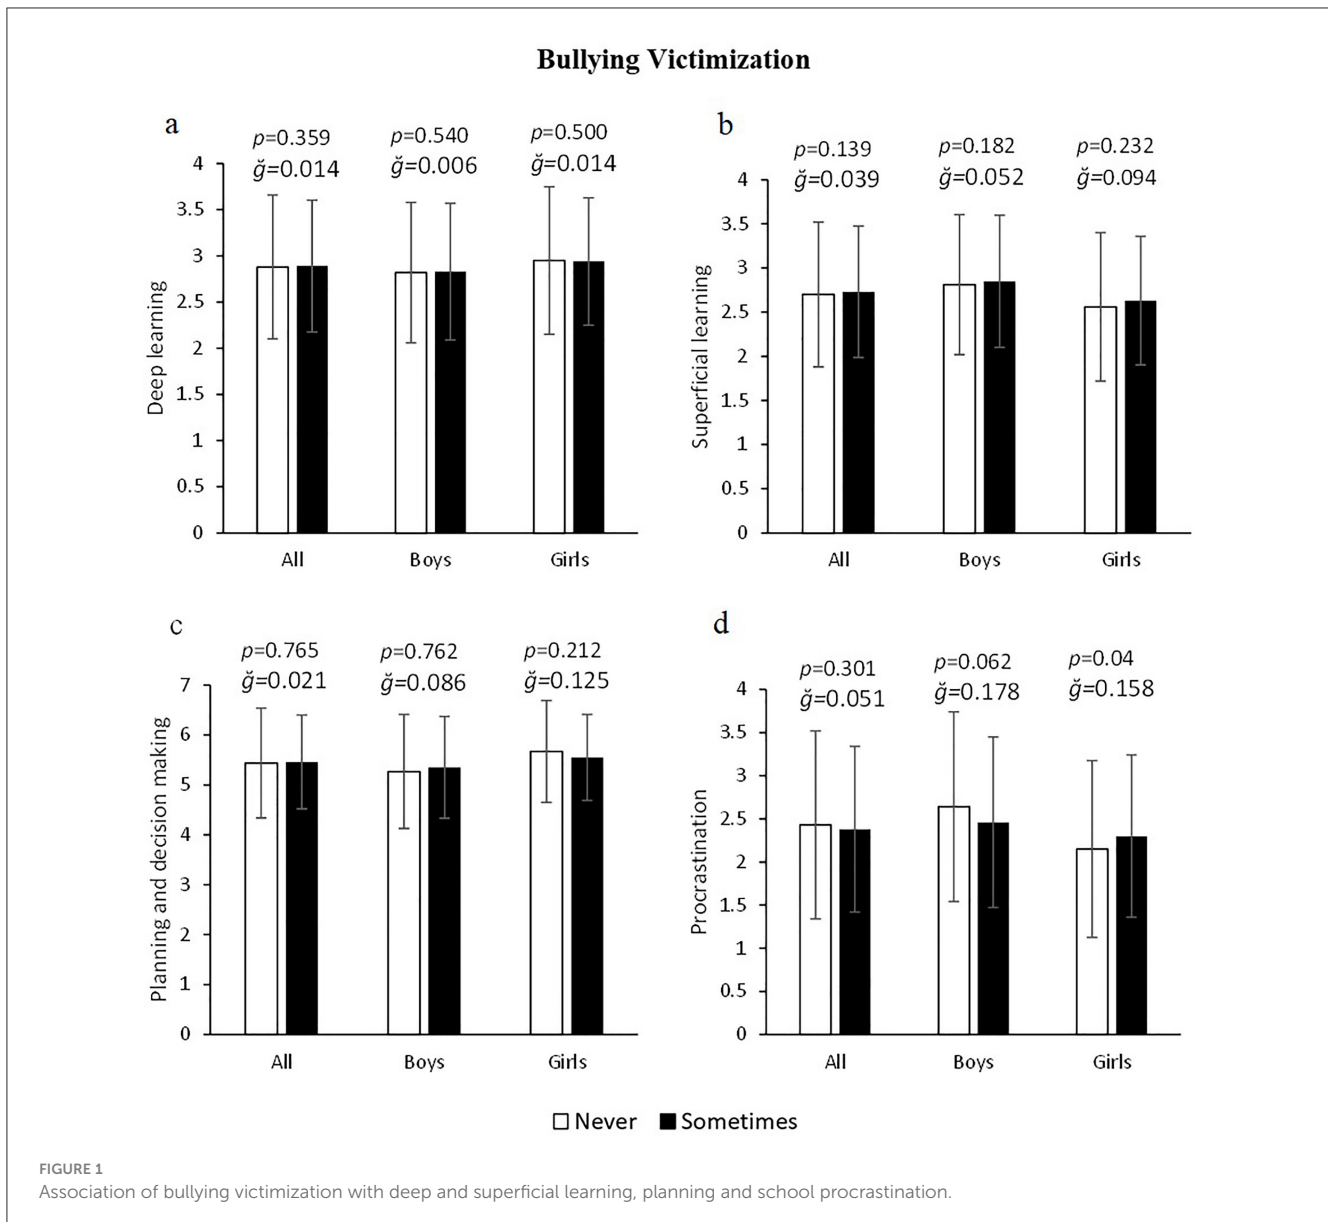 Bullying Victimization
a
p=0.359 p=0.540 p=0.500
ğ=0.014 ğ=0.006 ğ=0.014
4
3.5
3
2.5
2
1.5
1
0.5
0
Deep learning
All Boys Girls
b
p=0.139 p=0.182 p=0.232
ğ=0.039 ğ=0.052 ğ=0.094
4
3.5
3
2.5
2
1.5
1
0.5
0
Superficial learning
All Boys Girls
c
p=0.765 p=0.762 p=0.212
ğ=0.021 ğ=0.086 ğ=0.125
7
6
5
4
3
2
1
0
Planning and decision making
All Boys Girls
d
p=0.301 p=0.062 p=0.04
ğ=0.051 ğ=0.178 ğ=0.158
4
3.5
3
2.5
2
1.5
1
0.5
0
Procrastination
All Boys Girls
Never Sometimes
FIGURE 1
Association of bullying victimization with deep and superficial learning, planning and school procrastination.